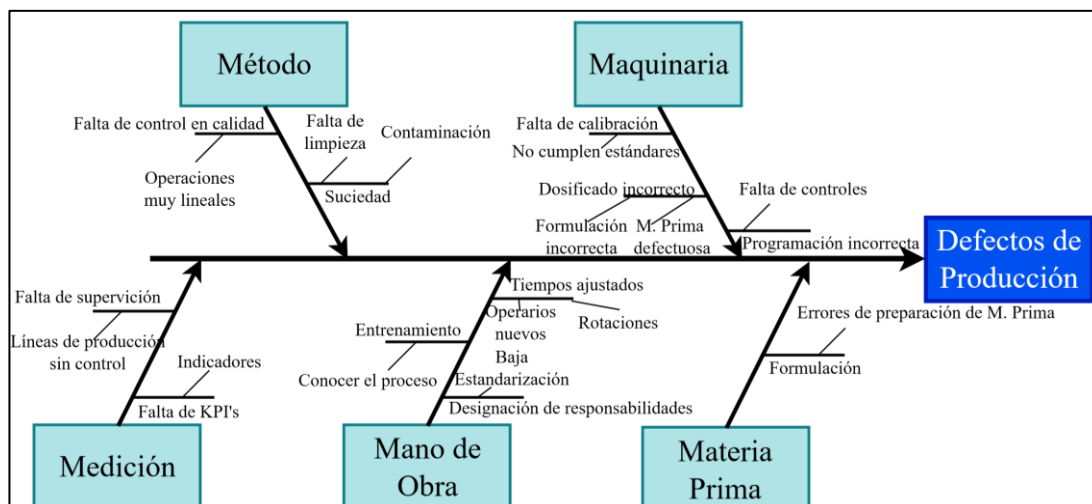 Método
Maquinaria
Falta de control en calidad
Falta de
limpieza
Contaminación
Operaciones
muy lineales
Suciedad
Falta de calibración
No cumplen estándares
Dosificado incorrecto
Formulación
incorrecta
M. Prima
defectuosa
Falta de controles
Programación incorrecta
Defectos de
Producción
Falta de supervisión
Líneas de producción
sin control
Indicadores
Falta de KPI's
Tiempos ajustados
Operarios
nuevos
Rotaciones
Entrenamiento
Conocer el proceso
Baja
Estandarización
Designación de responsabilidades
Errores de preparación de M. Prima
Formulación
Medición
Mano de
Obra
Materia
Prima